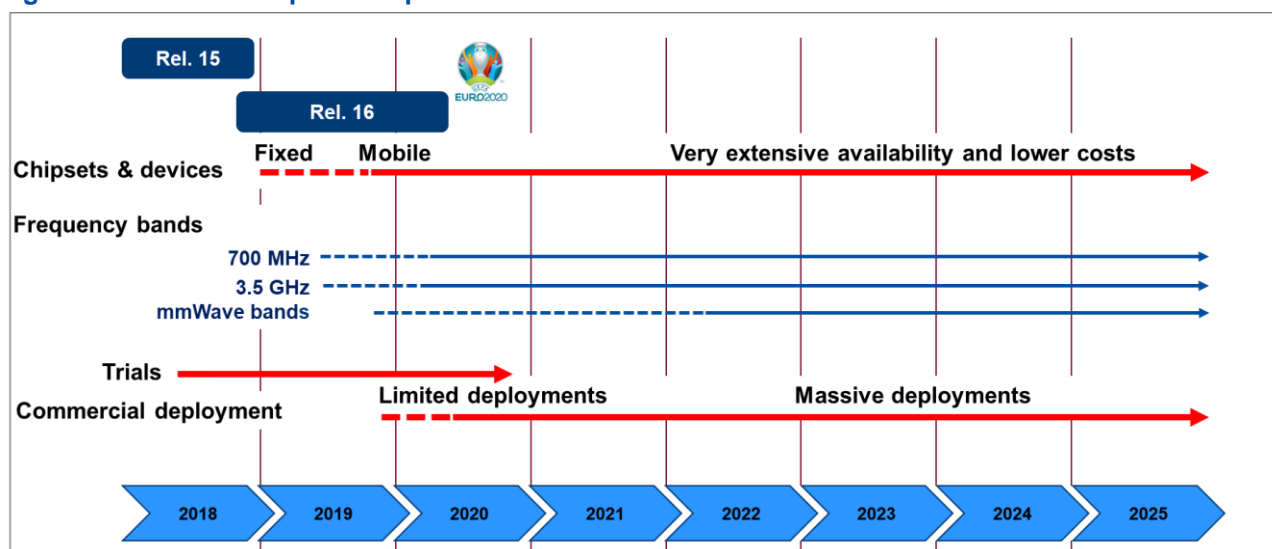 Rel. 15
UEFA
EURO2020
Rel. 16
Fixed
Mobile
Very extensive availability and lower costs
Chipsets & devices
Frequency bands
700 MHz
3.5 GHz
mmWave bands
Trials
Limited deployments
Massive deployments
Commercial deployment
2018
2019
2020
2021
2022
2023
2024
2025